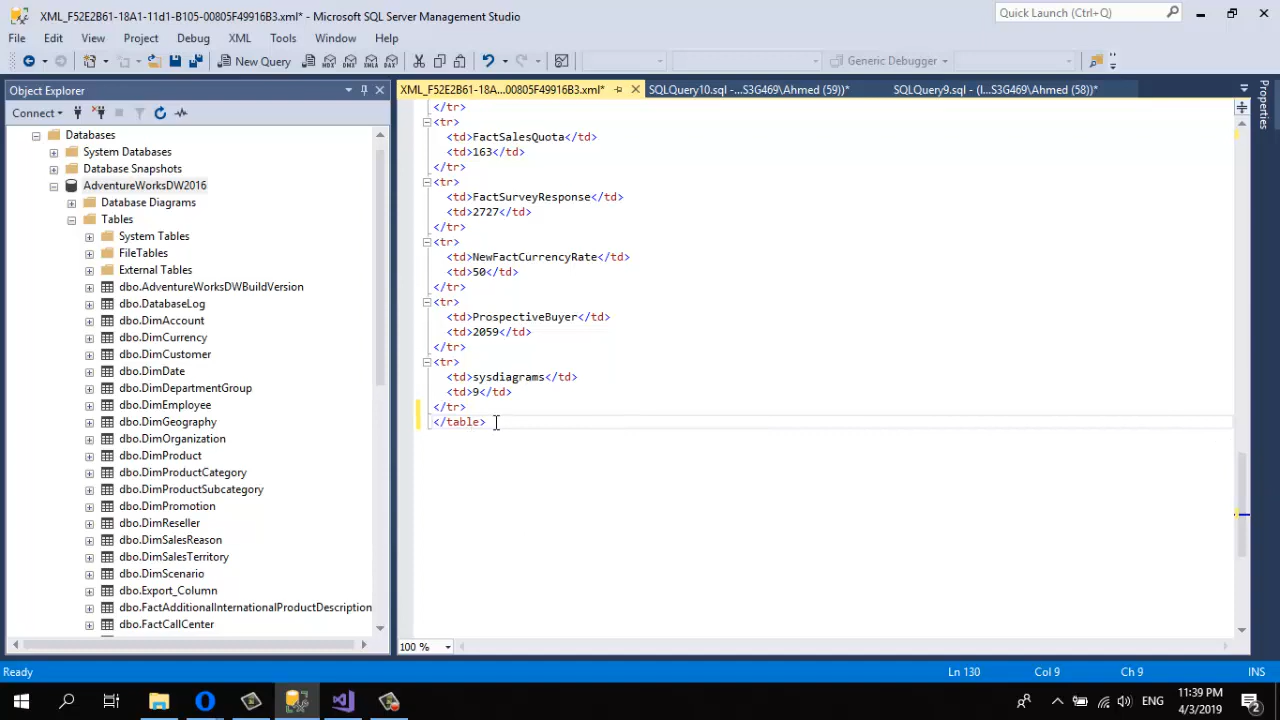 XML_F52E2B61-18A1-11d1-B105-00805F49916B3.xml* - Microsoft SQL Server Management Studio
Quick Launch (Ctrl+Q)
File Edit View Project Debug XML Tools Window Help
New Query
MDX DMX XMLA DAX
Generic Debugger
Object Explorer
XML_F52E2B61-18A...00805F49916B3.xml*
SQLQuery10.sql -...S3G469\Ahmed (59))*
SQLQuery9.sql - (l...S3G469\Ahmed (58))*
Properties
Connect
Databases
System Databases
Database Snapshots
AdventureWorksDW2016
Database Diagrams
Tables
System Tables
FileTables
External Tables
dbo.AdventureWorksDWBuildVersion
dbo.DatabaseLog
dbo.DimAccount
dbo.DimCurrency
dbo.DimCustomer
dbo.DimDate
dbo.DimDepartmentGroup
dbo.DimEmployee
dbo.DimGeography
dbo.DimOrganization
dbo.DimProduct
dbo.DimProductCategory
dbo.DimProductSubcategory
dbo.DimPromotion
dbo.DimReseller
dbo.DimSalesReason
dbo.DimSalesTerritory
dbo.DimScenario
dbo.Export_Column
dbo.FactAdditionalInternationalProductDescription
dbo.FactCallCenter
</tr>
<tr>
<td>FactSalesQuota</td>
<td>163</td>
</tr>
<tr>
<td>FactSurveyResponse</td>
<td>2727</td>
</tr>
<tr>
<td>NewFactCurrencyRate</td>
<td>50</td>
</tr>
<tr>
<td>ProspectiveBuyer</td>
<td>2059</td>
</tr>
<tr>
<td>sysdiagrams</td>
<td>9</td>
</tr>
</table>
100 %
Ready
Ln 130
Col 9
Ch 9
INS
ENG
11:39 PM
4/3/2019
2